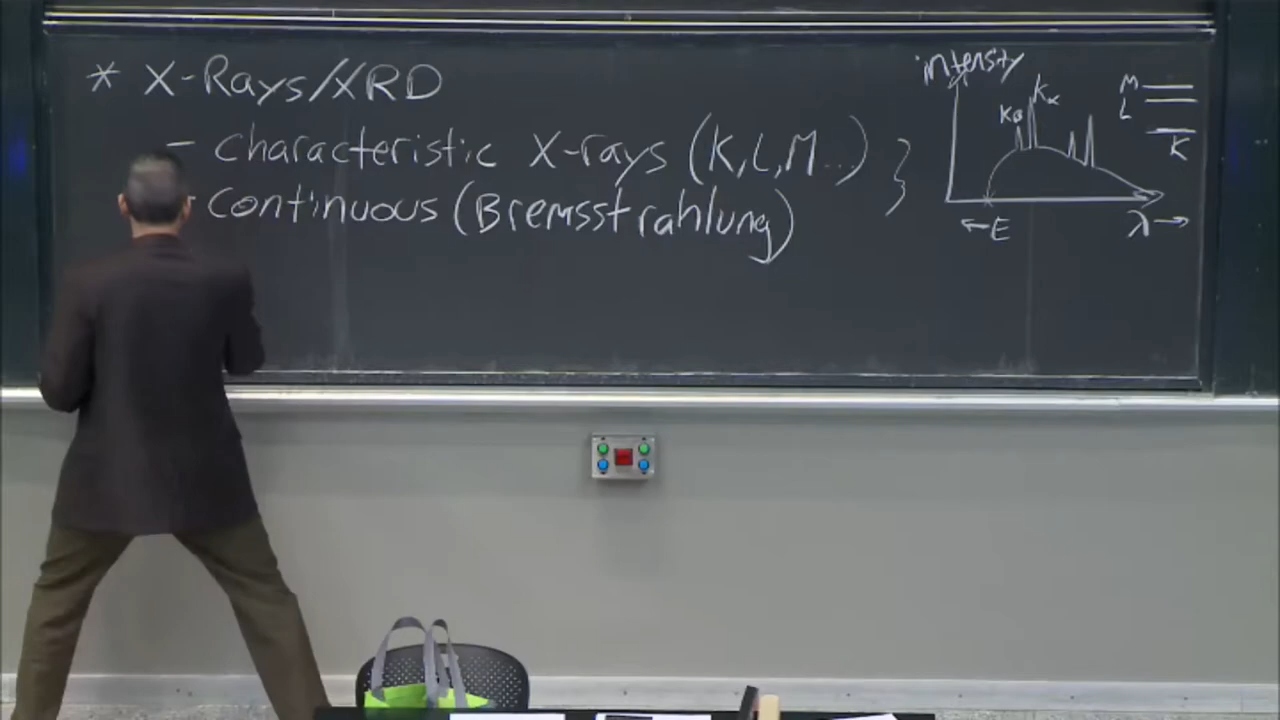 * X-Rays/XRD
- characteristic X-rays (K,L,M...) }
- continuous (Bremsstrahlung)
intensity
Kβ
Kα
←E
λ→
M
L
K